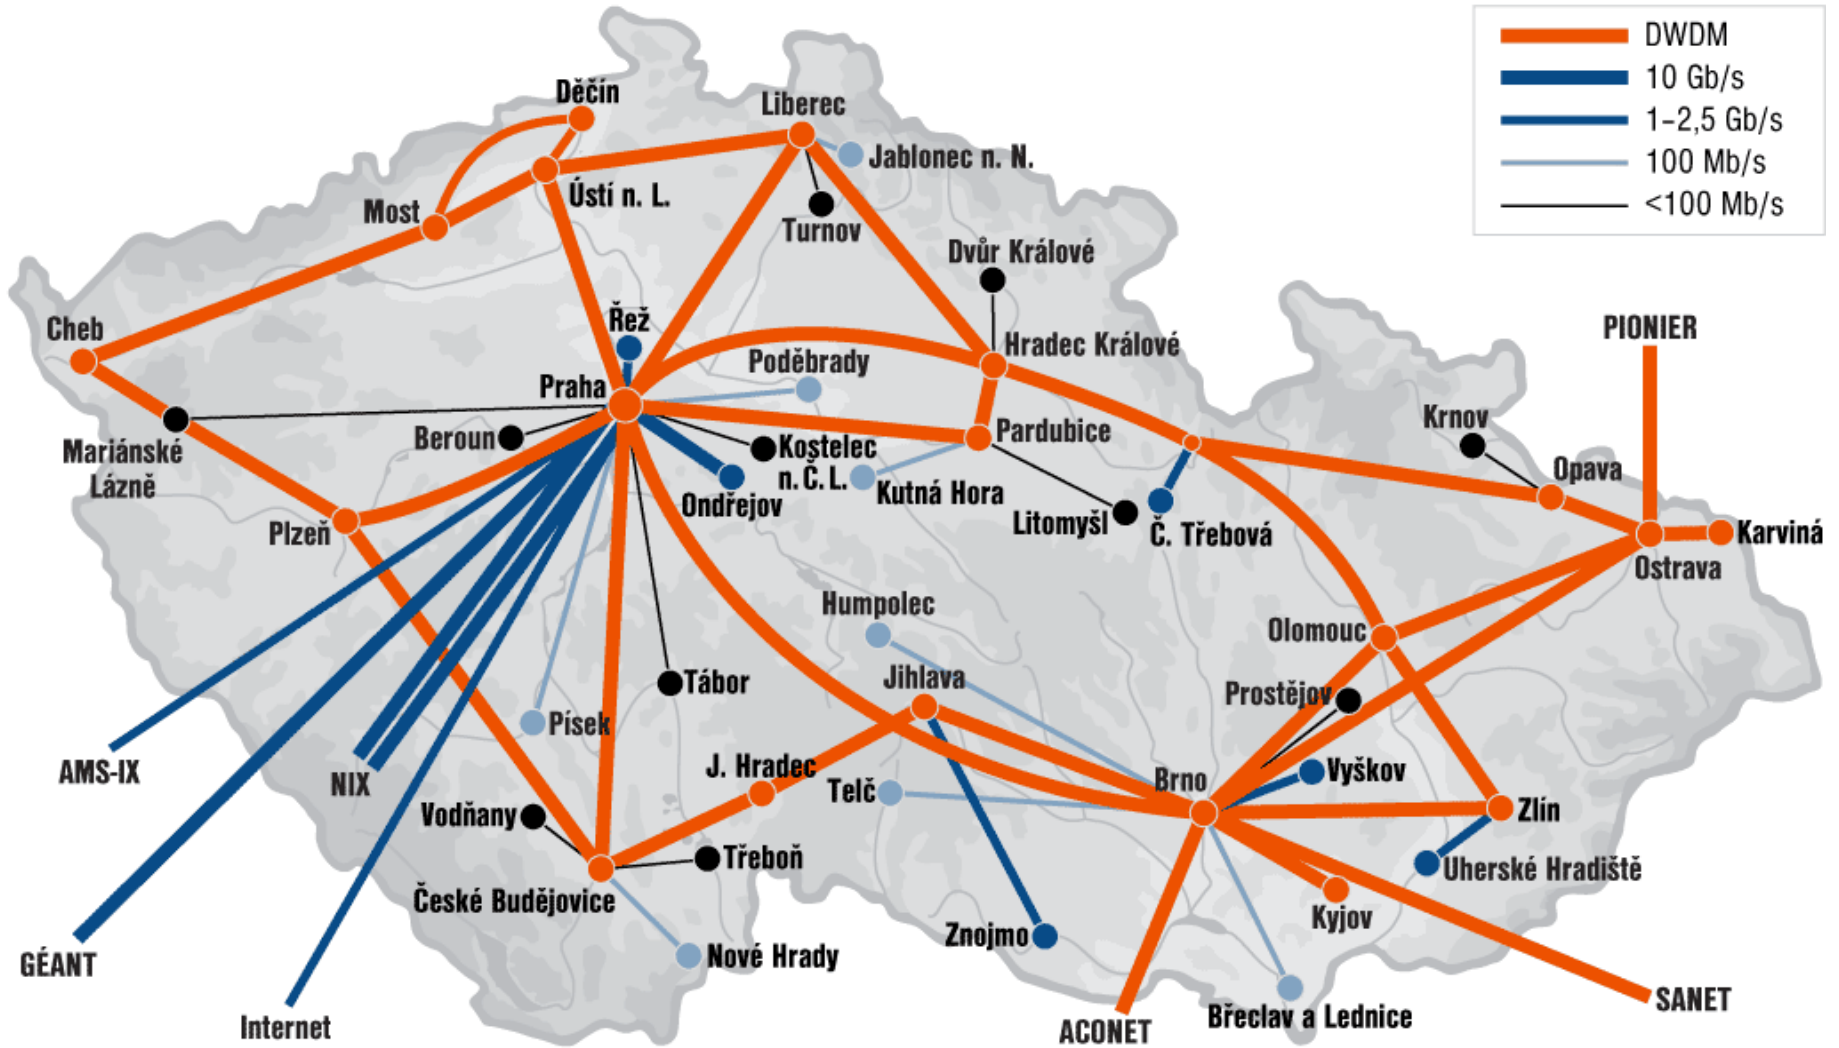 DWDM
10 Gb/s
1–2,5 Gb/s
100 Mb/s
<100 Mb/s
Děčín
Liberec
Jablonec n. N.
Ústí n. L.
Most
Turnov
Dvůr Králové
Cheb
Řež
Hradec Králové
PIONIER
Poděbrady
Praha
Krnov
Beroun
Pardubice
Mariánské
Lázně
Kostelec
n. Č. L.
Opava
Kutná Hora
Ondřejov
Litomyšl
Č. Třebová
Plzeň
Karviná
Ostrava
Humpolec
Olomouc
Jihlava
Tábor
Prostějov
Písek
AMS-IX
NIX
J. Hradec
Telč
Brno
Vyškov
Vodňany
Zlín
Třeboň
Uherské Hradiště
České Budějovice
Kyjov
Znojmo
Nové Hrady
GÉANT
SANET
Břeclav a Lednice
Internet
ACONET